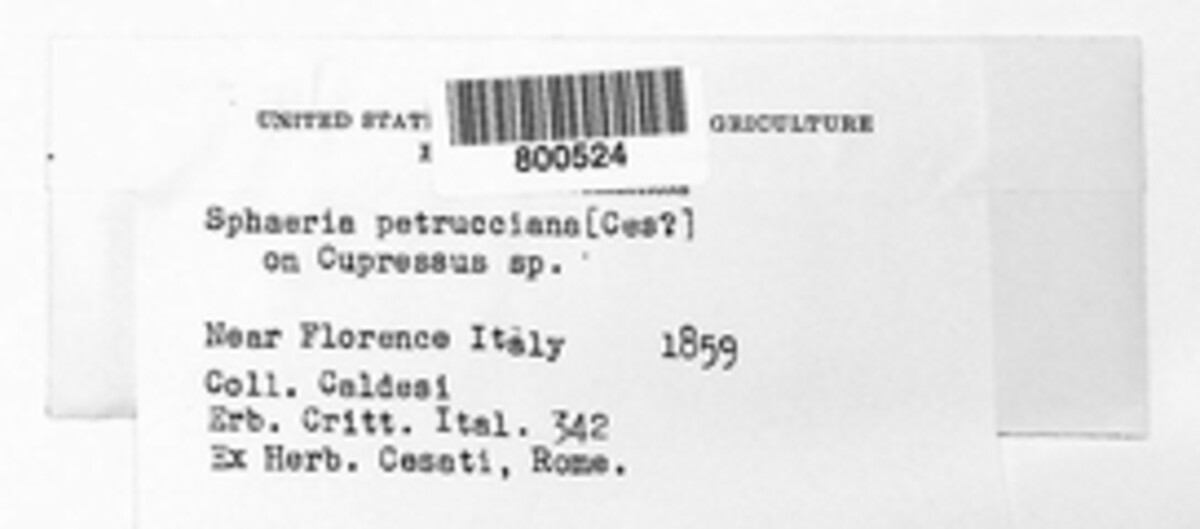 UNITED STAT GRICULTURE
800524
Sphaeria petrucciana[Ces?]
on Cupressus sp.
Near Florence Italy 1859
Coll. Caldesi
Erb. Critt. Ital. 342
Ex Herb. Cesati, Rome.